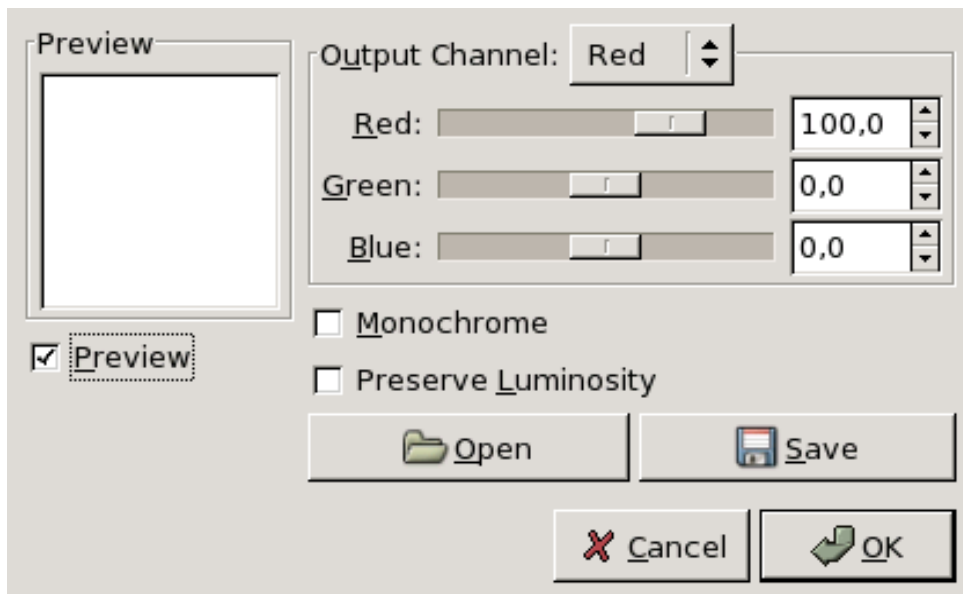 Preview
Output Channel: Red
Red: 100,0
Green: 0,0
Blue: 0,0
Monochrome
Preview
Preserve Luminosity
Open Save
Cancel OK